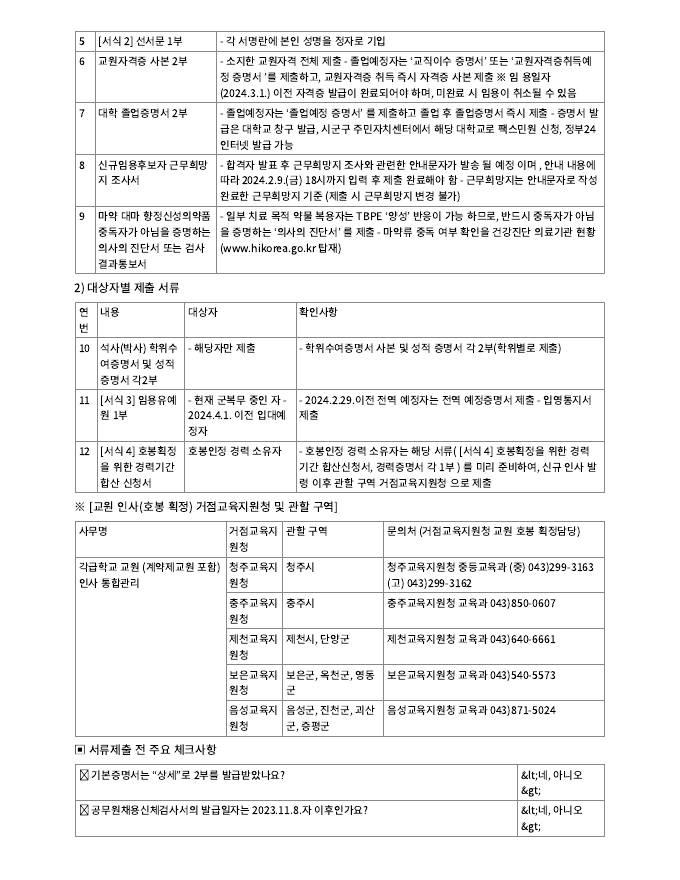 5 [서식 2] 선서문 1부 - 각 서명란에 본인 성명을 정자로 기입
6 교원자격증 사본 2부 - 소지한 교원자격 전체 제출 - 졸업예정자는 ‘교직이수 증명서’ 또는 ‘교원자격증취득예
정 증명서 ’를 제출하고, 교원자격증 취득 즉시 자격증 사본 제출 ※ 임 용일자
(2024.3.1.) 이전 자격증 발급이 완료되어야 하며, 미완료 시 임용이 취소될 수 있음
7 대학 졸업증명서 2부 - 졸업예정자는 ‘졸업예정 증명서’ 를 제출하고 졸업 후 졸업증명서 즉시 제출 - 증명서 발
급은 대학교 창구 발급, 시군구 주민자치센터에서 해당 대학교로 팩스민원 신청, 정부24
인터넷 발급 가능
8 신규임용후보자 근무희망
지 조사서
- 합격자 발표 후 근무희망지 조사와 관련한 안내문자가 발송 될 예정 이며 , 안내 내용에
따라 2024.2.9.(금) 18시까지 입력 후 제출 완료해야 함 - 근무희망지는 안내문자로 작성
완료한 근무희망지 기준 (제출 시 근무희망지 변경 불가)
9 마약 대마 향정신성의약품
중독자가 아님을 증명하는
의사의 진단서 또는 검사
결과통보서
- 일부 치료 목적 약물 복용자는 TBPE ‘양성’ 반응이 가능 하므로, 반드시 중독자가 아님
을 증명하는 ‘의사의 진단서’ 를 제출 - 마약류 중독 여부 확인을 건강진단 의료기관 현황
(www.hikorea.go.kr 탑재)
2) 대상자별 제출 서류
연
번
내용 대상자 확인사항
10 석사(박사) 학위수
여증명서 및 성적
증명서 각2부
- 해당자만 제출 - 학위수여증명서 사본 및 성적 증명서 각 2부(학위별로 제출)
11 [서식 3] 임용유예
원 1부
- 현재 군복무 중인 자 -
2024.4.1. 이전 입대예
정자
- 2024.2.29.이전 전역 예정자는 전역 예정증명서 제출 - 입영통지서
제출
12 [서식 4] 호봉획정
을 위한 경력기간
합산 신청서
호봉인정 경력 소유자 - 호봉인정 경력 소유자는 해당 서류( [서식 4] 호봉획정을 위한 경력
기간 합산신청서, 경력증명서 각 1부 ) 를 미리 준비하여, 신규 인사 발
령 이후 관할 구역 거점교육지원청 으로 제출
※ [교원 인사(호봉 획정) 거점교육지원청 및 관할 구역]
사무명 거점교육지
원청
관할 구역 문의처 (거점교육지원청 교원 호봉 획정담당)
각급학교 교원 (계약제교원 포함)
인사 통합관리
청주교육지
원청
청주시 청주교육지원청 중등교육과 (중) 043)299-3163
(고) 043)299-3162
충주교육지
원청
충주시 충주교육지원청 교육과 043)850-0607
제천교육지
원청
제천시, 단양군 제천교육지원청 교육과 043)640-6661
보은교육지
원청
보은군, 옥천군, 영동
군
보은교육지원청 교육과 043)540-5573
음성교육지
원청
음성군, 진천군, 괴산
군, 증평군
음성교육지원청 교육과 043)871-5024
▣ 서류제출 전 주요 체크사항
기본증명서는 “상세”로 2부를 발급받았나요? &lt;네, 아니오
&gt;
공무원채용신체검사서의 발급일자는 2023.11.8.자 이후인가요? &lt;네, 아니오
&gt;